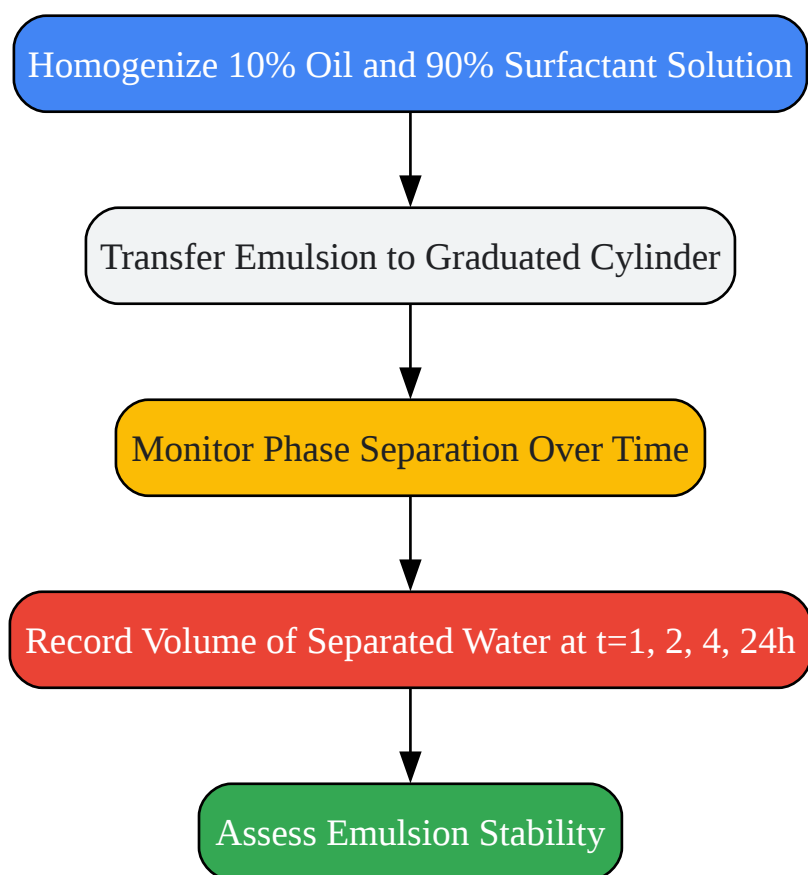 Homogenize 10% Oil and 90% Surfactant Solution
Transfer Emulsion to Graduated Cylinder
Monitor Phase Separation Over Time
Record Volume of Separated Water at t=1, 2, 4, 24h
Assess Emulsion Stability